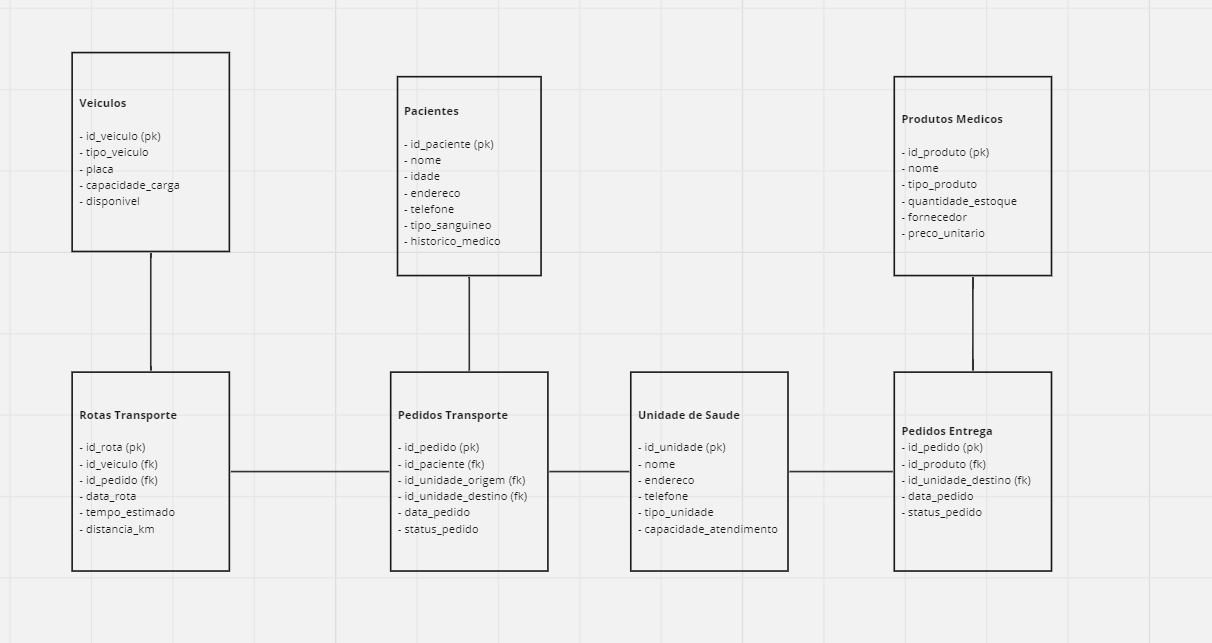 Veiculos
- id_veiculo (pk)
- tipo_veiculo
- placa
- capacidade_carga
- disponivel
Pacientes
- id_paciente (pk)
- nome
- idade
- endereco
- telefone
- tipo_sanguineo
- historico_medico
Produtos Medicos
- id_produto (pk)
- nome
- tipo_produto
- quantidade_estoque
- fornecedor
- preco_unitario
Rotas Transporte
- id_rota (pk)
- id_veiculo (fk)
- id_pedido (fk)
- data_rota
- tempo_estimado
- distancia_km
Pedidos Transporte
- id_pedido (pk)
- id_paciente (fk)
- id_unidade_origem (fk)
- id_unidade_destino (fk)
- data_pedido
- status_pedido
Unidade de Saude
- id_unidade (pk)
- nome
- endereco
- telefone
- tipo_unidade
- capacidade_atendimento
Pedidos Entrega
- id_pedido (pk)
- id_produto (fk)
- id_unidade_destino (fk)
- data_pedido
- status_pedido